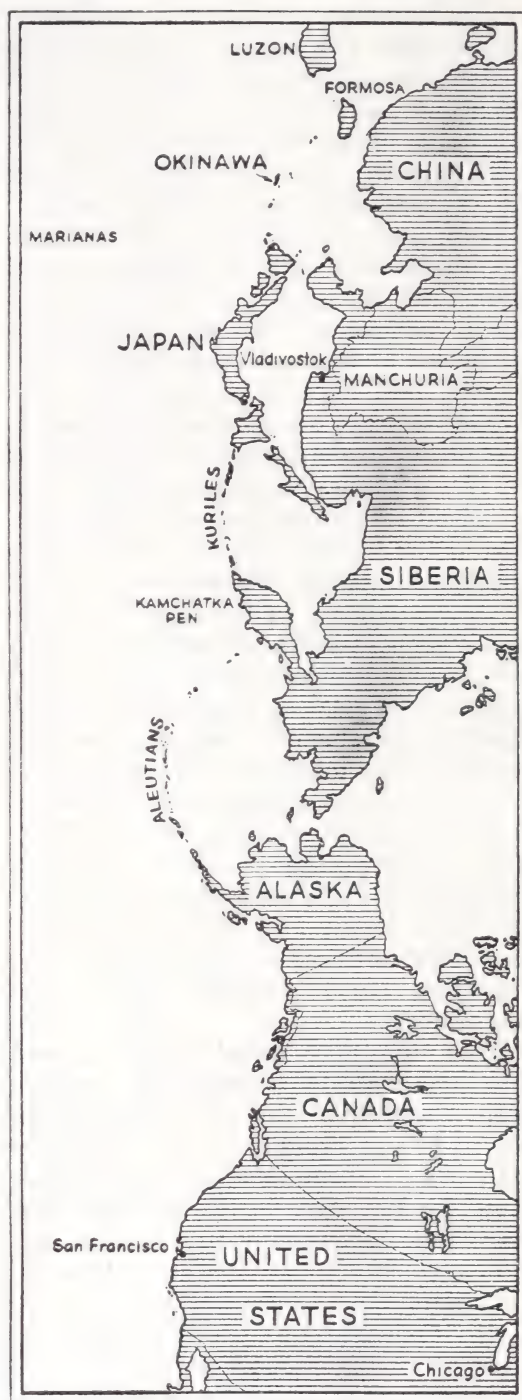 LUZON
FORMOSA
OKINAWA
CHINA
MARIANAS
JAPAN
Vladivostok
MANCHURIA
KURILES
SIBERIA
KAMCHATKA
PEN
ALEUTIANS
ALASKA
CANADA
San Francisco
UNITED
STATES
Chicago